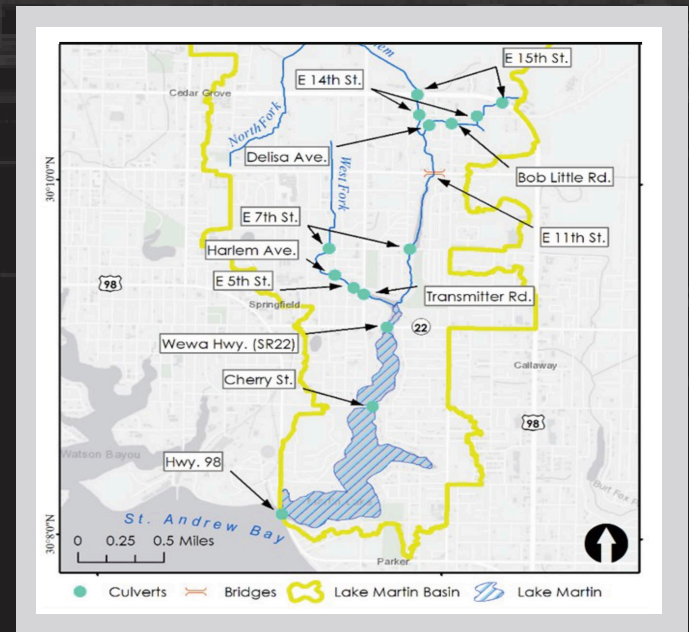 em
E 15th St.
E 14th St.
Cedar Grove
North Fork
Delisa Ave.
West Fork
Bob Little Rd.
30°10'0"N
E 7th St.
E 11th St.
Harlem Ave.
E 5th St.
98
Transmitter Rd.
Springfield
22
Wewa Hwy. (SR22)
Callaway
Cherry St.
98
Watson Bayou
Hwy. 98
St. Andrew Bay
30°8'0"N
0 0.25 0.5 Miles
Parker
Culverts Bridges Lake Martin Basin Lake Martin